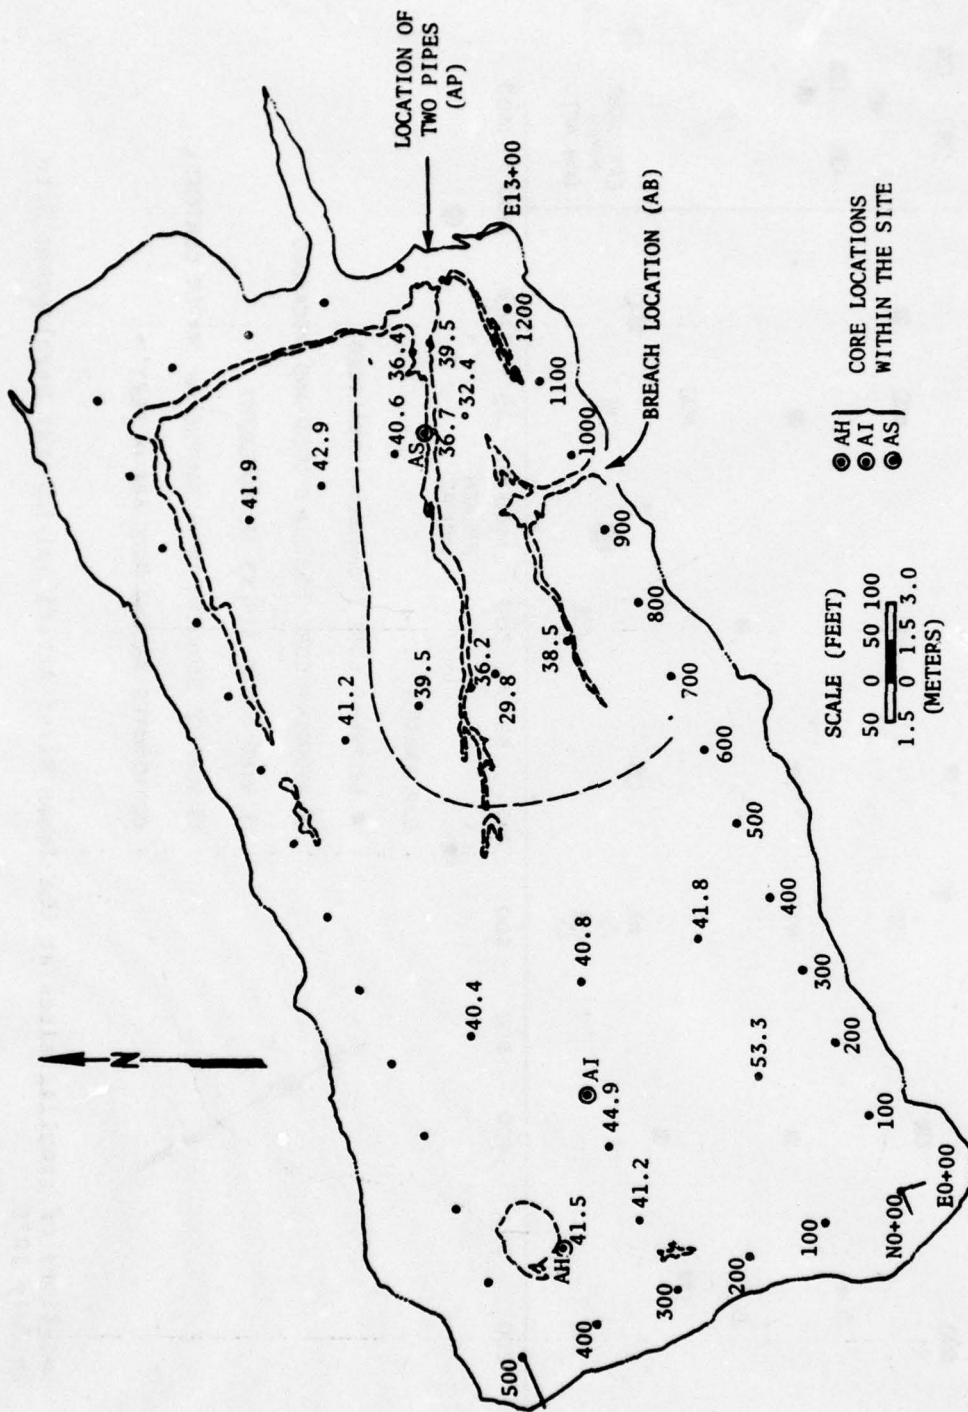 LOCATION OF
TWO PIPES
(AP)
E13+00
BREACH LOCATION (AB)
N
41.9
42.9
40.6
36.4
AS
36.7
39.5
32.4
1200
1100
1000
900
800
700
600
500
400
300
200
100
41.2
39.5
36.2
29.8
38.5
40.4
40.8
41.8
53.3
AI
44.9
41.2
AH
41.5
500
400
300
200
100
N0+00
E0+00
SCALE (FEET)
50 0 50 100
1.5 0 1.5 3.0
(METERS)
AH
AI
AS
CORE LOCATIONS
WITHIN THE SITE